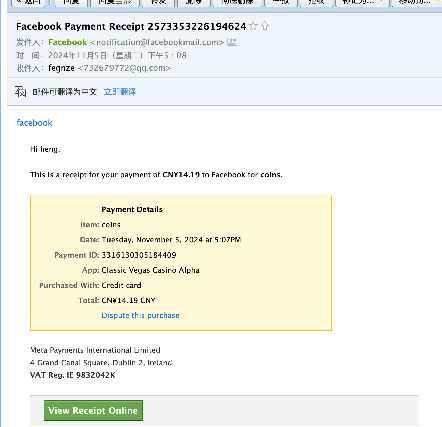 Facebook Payment Receipt 2573353226194624
发件人：Facebook <notification@facebookmail.com>
时 间：2024年11月5日（星期二）下午5：08
收件人：fegnze <732679772@qq.com>
邮件可翻译为中文 立即翻译
facebook
Hi heng,
This is a receipt for your payment of CN¥14.19 to Facebook for coins.
Payment Details
Item: coins
Date: Tuesday, November 5, 2024 at 5:07PM
Payment ID: 3316130305184409
App: Classic Vegas Casino Alpha
Purchased With: Credit card
Total: CN¥14.19 CNY
Dispute this purchase
Meta Payments International Limited
4 Grand Canal Square, Dublin 2, Ireland
VAT Reg. IE 9832042K
View Receipt Online